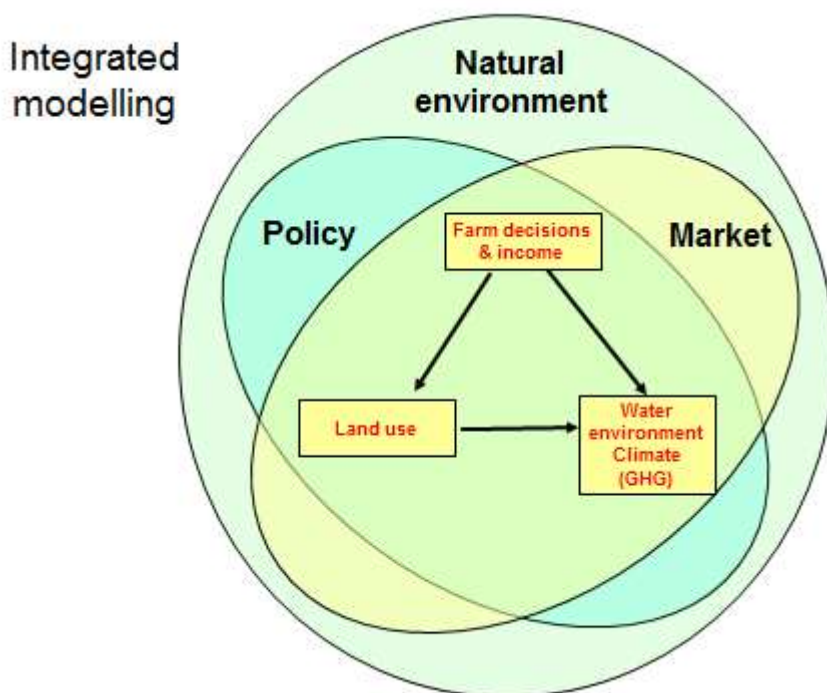 Integrated
modelling
Natural
environment
Policy
Market
Farm decisions
& income
Land use
Water
environment
Climate
(GHG)